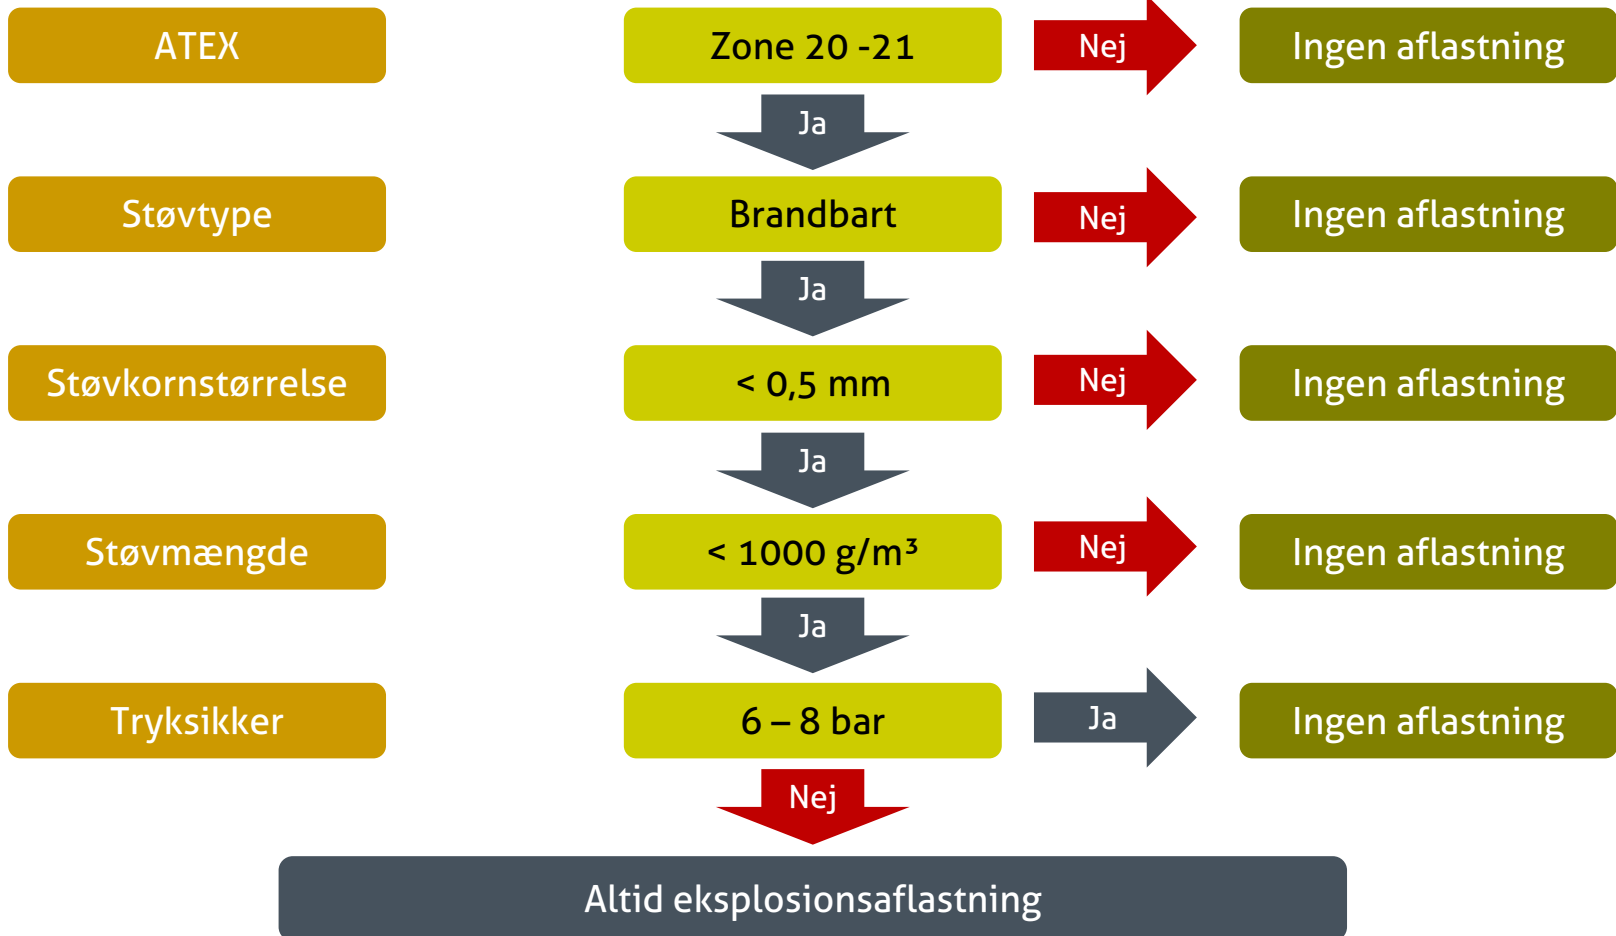 ATEX
Zone 20 -21
Nej
Ingen aflastning
Ja
Støvtype
Brandbart
Nej
Ingen aflastning
Ja
Støvkornstørrelse
< 0,5 mm
Nej
Ingen aflastning
Ja
Støvmængde
< 1000 g/m³
Nej
Ingen aflastning
Ja
Tryksikker
6 – 8 bar
Ja
Ingen aflastning
Nej
Altid eksplosionsaflastning